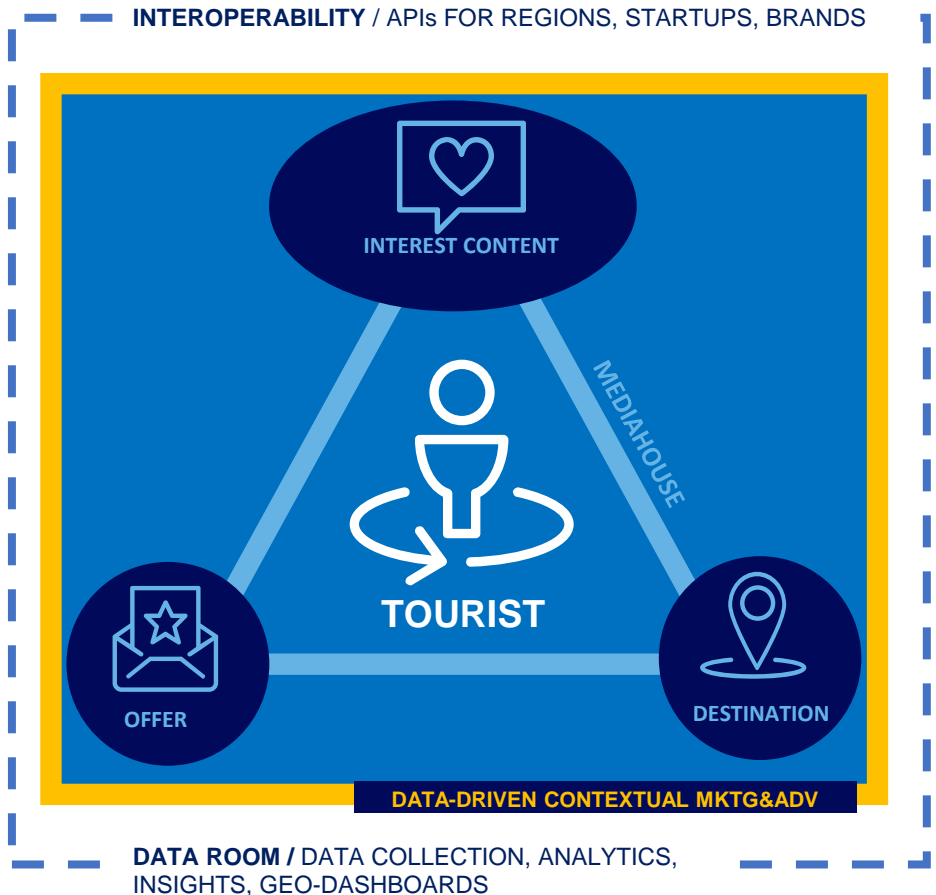 INTEROPERABILITY / APIs FOR REGIONS, STARTUPS, BRANDS
INTEREST CONTENT
MEDIAHOUSE
TOURIST
OFFER
DESTINATION
DATA-DRIVEN CONTEXTUAL MKTG&ADV
DATA ROOM / DATA COLLECTION, ANALYTICS,
INSIGHTS, GEO-DASHBOARDS